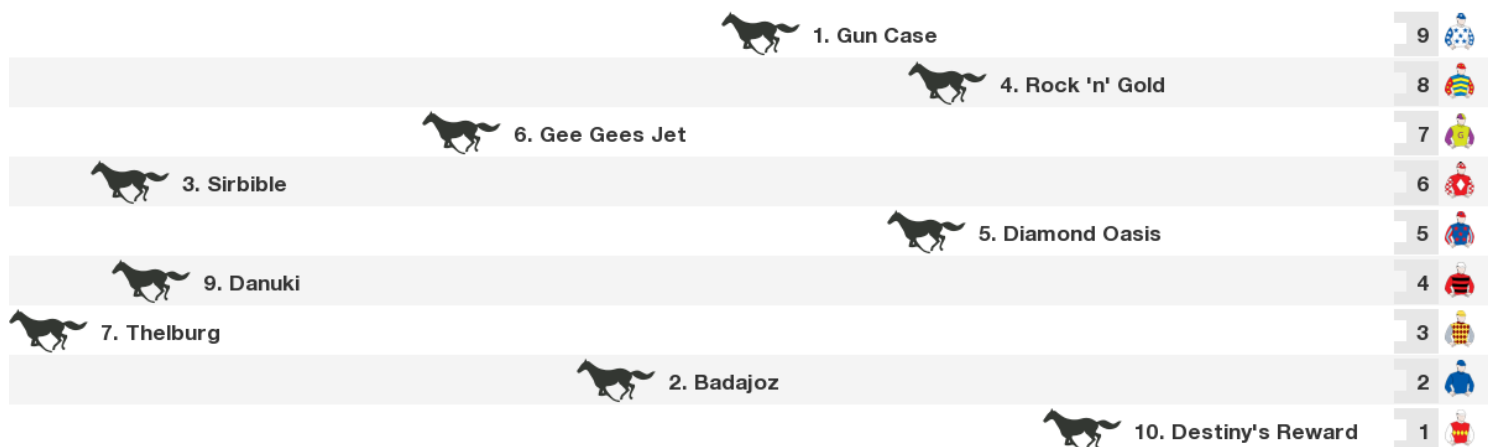 1. Gun Case 9
4. Rock 'n' Gold 8
6. Gee Gees Jet 7
G
3. Sirbible 6
5. Diamond Oasis 5
9. Danuki 4
7. Thelburg 3
2. Badajoz 2
10. Destiny's Reward 1